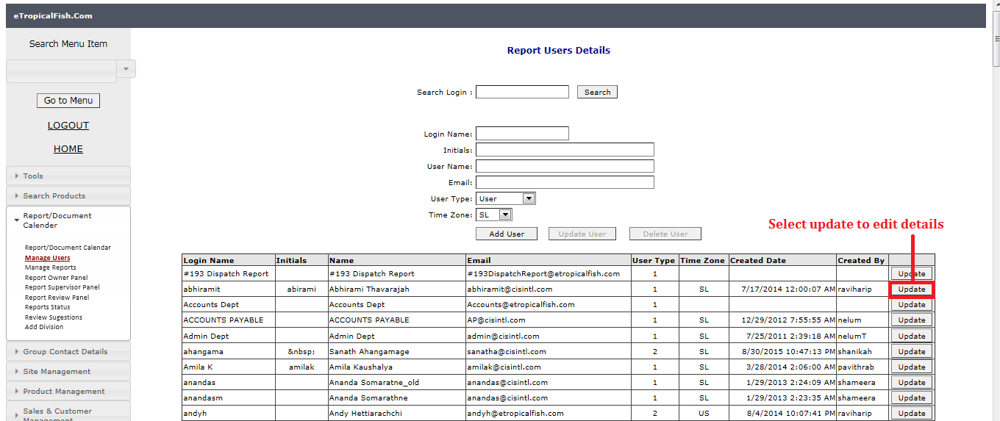 eTropicalFish.Com
Search Menu Item
Go to Menu
LOGOUT
HOME
Tools
Search Products
Report/Document
Calender
Report/Document Calendar
Manage Users
Manage Reports
Report Owner Panel
Report Supervisor Panel
Report Review Panel
Reports Status
Review Sugestions
Add Division
Group Contact Details
Site Management
Product Management
Sales & Customer
Management
Report Users Details
Search Login : Search
Login Name:
Initials:
User Name:
Email:
User Type: User
Time Zone: SL
Add User Update User Delete User
Select update to edit details
Login Name Initials Name Email User Type Time Zone Created Date Created By
#193 Dispatch Report #193 Dispatch Report #193DispatchReport@etropicalfish.com 1 Update
abhiramit abirami Abhirami Thavarajah abhiramit@cisintl.com 1 SL 7/17/2014 12:00:07 AM raviharip Update
Accounts Dept Accounts Dept Accounts@etropicalfish.com 1 Update
ACCOUNTS PAYABLE ACCOUNTS PAYABLE AP@cisintl.com 1 SL 12/29/2012 7:55:55 AM nelum Update
Admin Dept Admin Dept admin@cisintl.com 1 SL 7/25/2011 2:39:18 AM nelumT Update
ahangama &nbsp; Sanath Ahangamage sanatha@cisintl.com 2 SL 8/30/2015 10:47:13 PM shanikah Update
Amila K amilak Amila Kaushalya amilak@cisintl.com 1 SL 3/28/2014 2:06:00 AM pavithrab Update
anandas Ananda Somaratne_old anandas@cisintl.com 1 SL 1/29/2013 2:24:09 AM shameera Update
anandasm Ananda Somarathne anandas@cisintl.com 1 SL 1/29/2013 2:23:35 AM shameera Update
andyh Andy Hettiarachchi andyh@etropicalfish.com 2 US 8/4/2014 10:07:41 PM raviharip Update